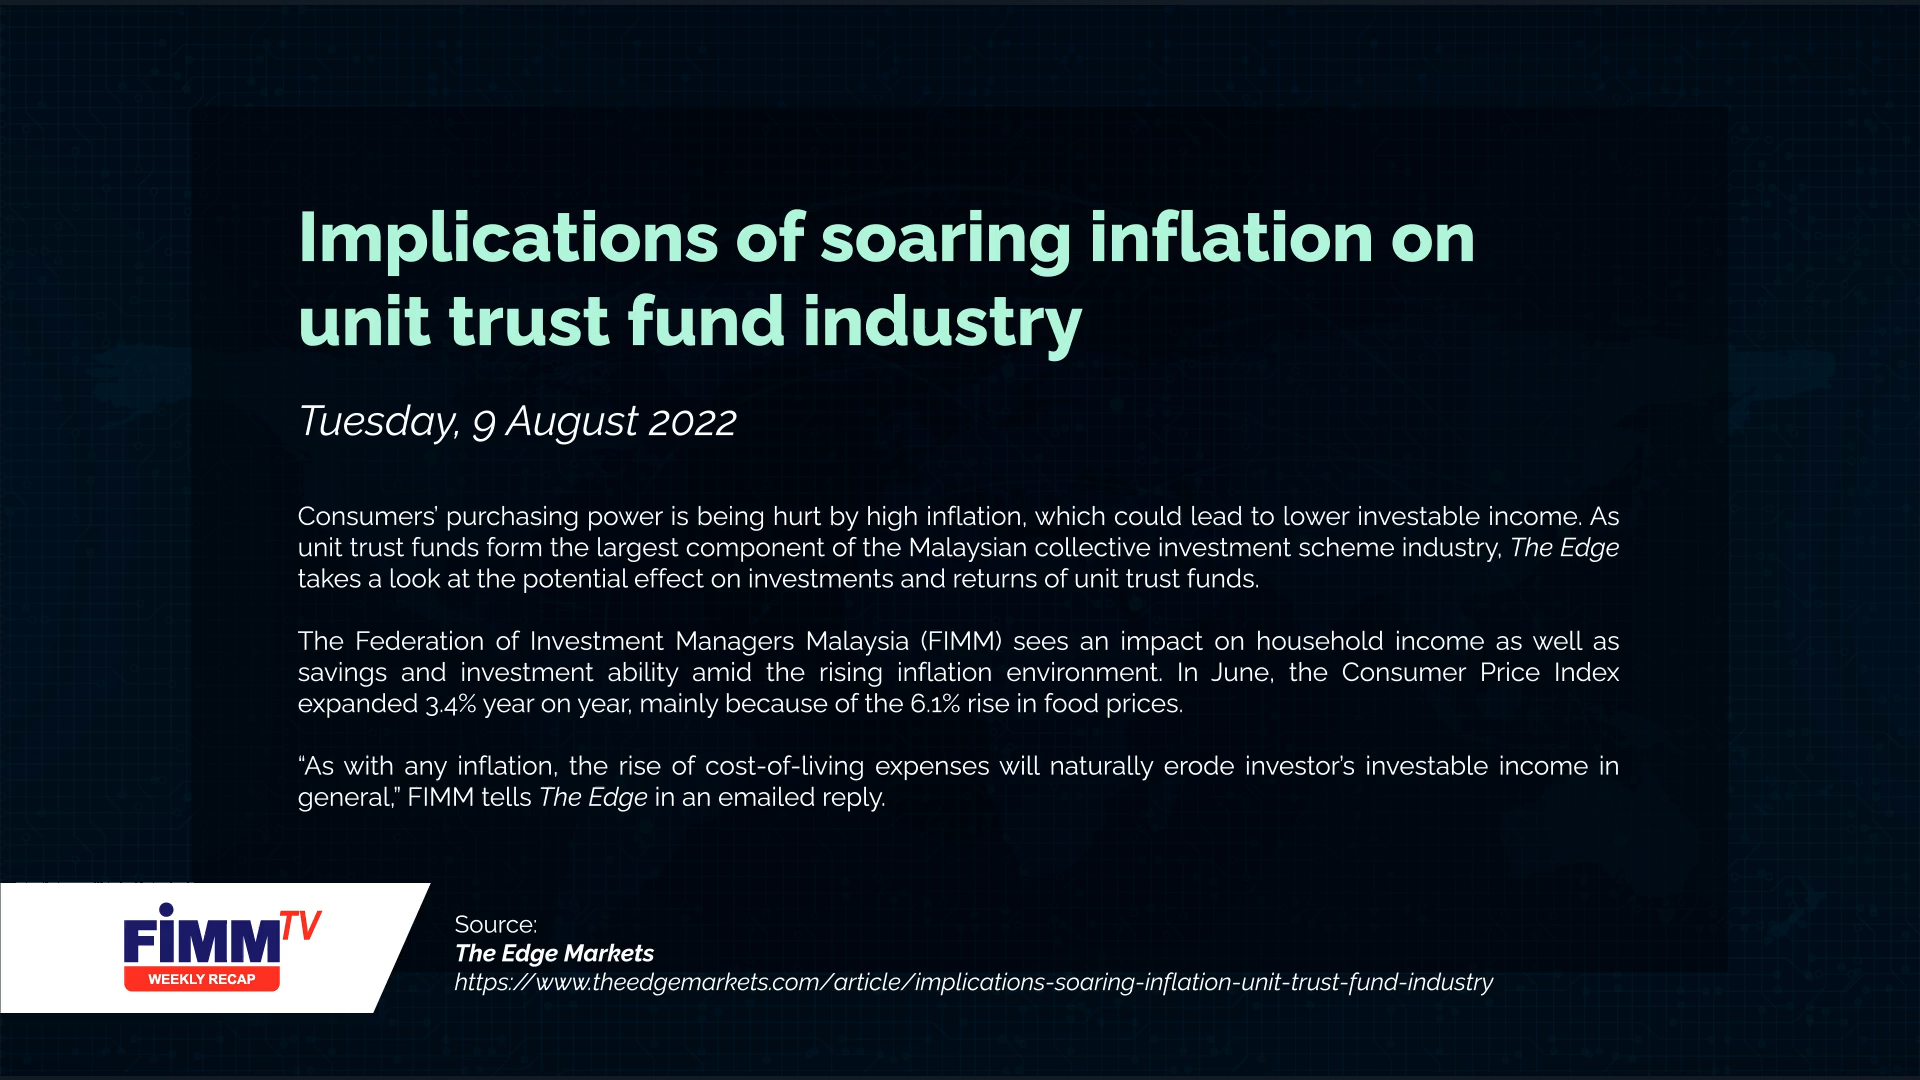 Implications of soaring inflation on
unit trust fund industry
Tuesday, 9 August 2022
Consumers’ purchasing power is being hurt by high inflation, which could lead to lower investable income. As
unit trust funds form the largest component of the Malaysian collective investment scheme industry, The Edge
takes a look at the potential effect on investments and returns of unit trust funds.
The Federation of Investment Managers Malaysia (FIMM) sees an impact on household income as well as
savings and investment ability amid the rising inflation environment. In June, the Consumer Price Index
expanded 3.4% year on year, mainly because of the 6.1% rise in food prices.
“As with any inflation, the rise of cost-of-living expenses will naturally erode investor’s investable income in
general,” FIMM tells The Edge in an emailed reply.
FiMM TV
WEEKLY RECAP
Source:
The Edge Markets
https://www.theedgemarkets.com/article/implications-soaring-inflation-unit-trust-fund-industry